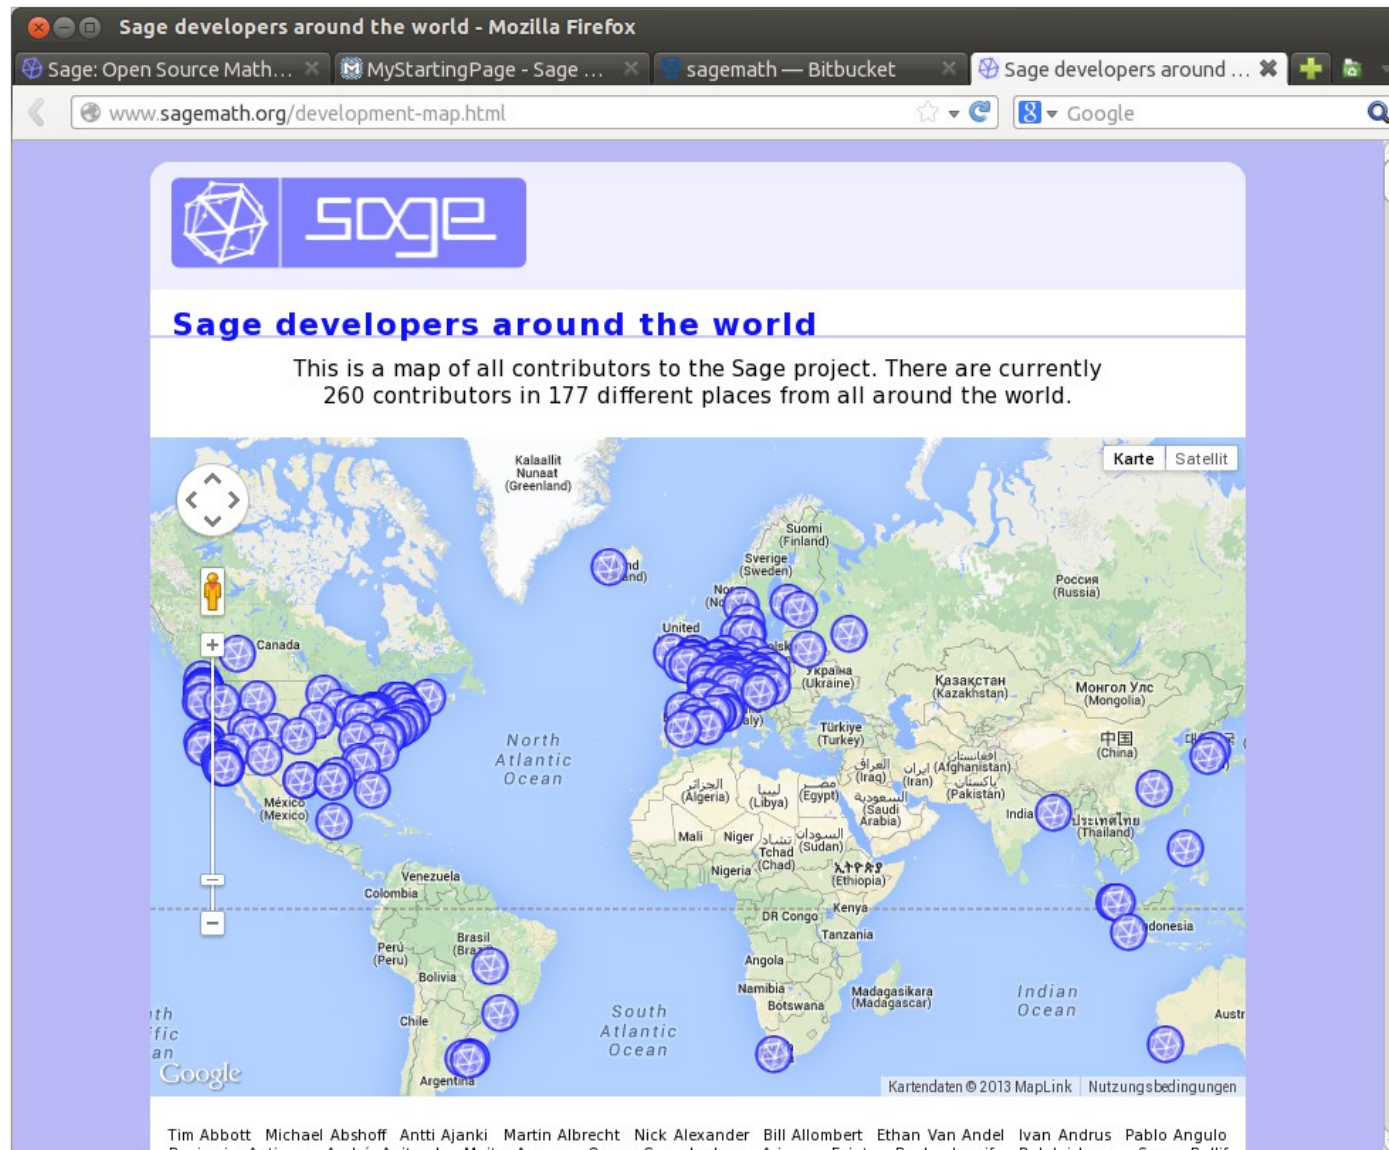 Sage developers around the world - Mozilla Firefox
Sage: Open Source Math...
MyStartingPage - Sage ...
sagemath — Bitbucket
Sage developers around ...
www.sagemath.org/development-map.html
Google
sage
Sage developers around the world
This is a map of all contributors to the Sage project. There are currently
260 contributors in 177 different places from all around the world.
Karte
Satellit
Kalaallit
Nunaat
(Greenland)
Suomi
(Finland)
Sverige
(Sweden)
Россия
(Russia)
Canada
United
Україна
(Ukraine)
Қазақстан
(Kazakhstan)
Монгол Улс
(Mongolia)
Türkiye
(Turkey)
中国
(China)
North
Atlantic
Ocean
México
(Mexico)
الجزائر
(Algeria)
ليبيا
(Libya)
مصر
(Egypt)
العراق
(Iraq)
ایران
(Iran)
افغانستان
(Afghanistan)
پاکستان
(Pakistan)
السعودية
(Saudi
Arabia)
India
ประเทศไทย
(Thailand)
Mali
Niger
تشاد
Tchad
(Chad)
السودان
(Sudan)
Nigeria
ኢትዮጵያ
(Ethiopia)
Venezuela
Colombia
DR Congo
Kenya
Tanzania
Brasil
Perú
(Peru)
Bolivia
Angola
Namibia
Botswana
Madagasikara
(Madagascar)
Indian
Ocean
Chile
South
Atlantic
Ocean
Argentina
Google
Kartendaten © 2013 MapLink
Nutzungsbedingungen
Tim Abbott Michael Abshoff Antti Ajanki Martin Albrecht Nick Alexander Bill Allombert Ethan Van Andel Ivan Andrus Pablo Angulo